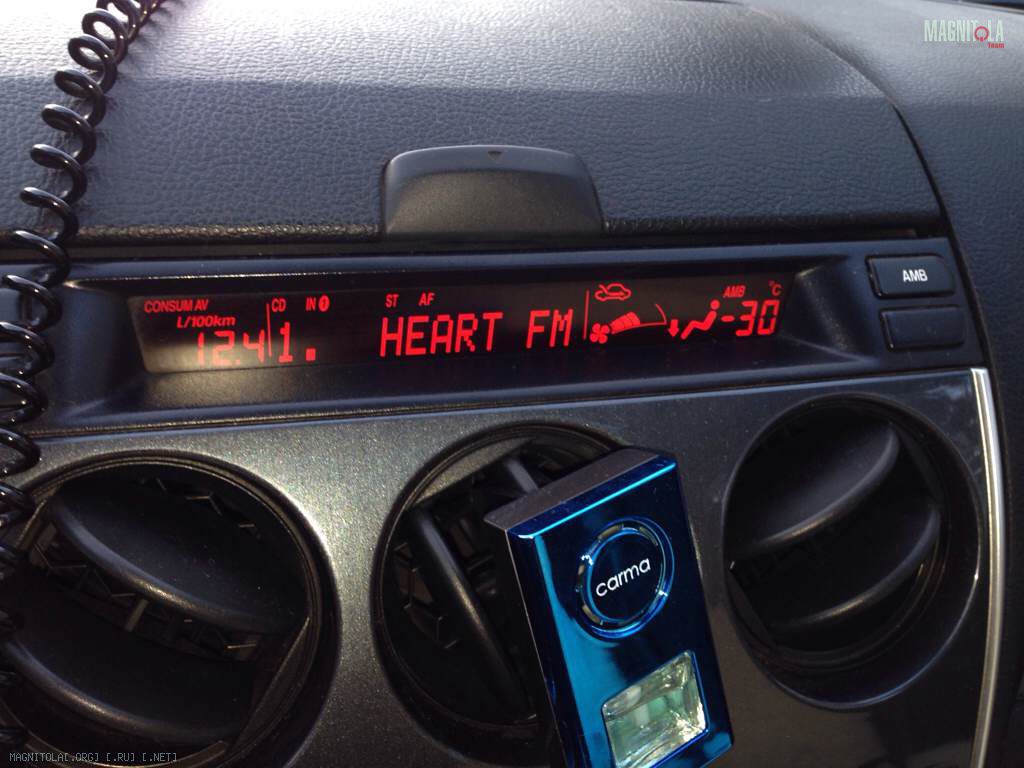 MAGNITOLA
Team
CONSUM AV
L/100km
12.4
CD IN
1.
ST AF
HEART FM
AMB °C
-30
AMB
carma
MAGNITOLA[.ORG] [.RU] [.NET]